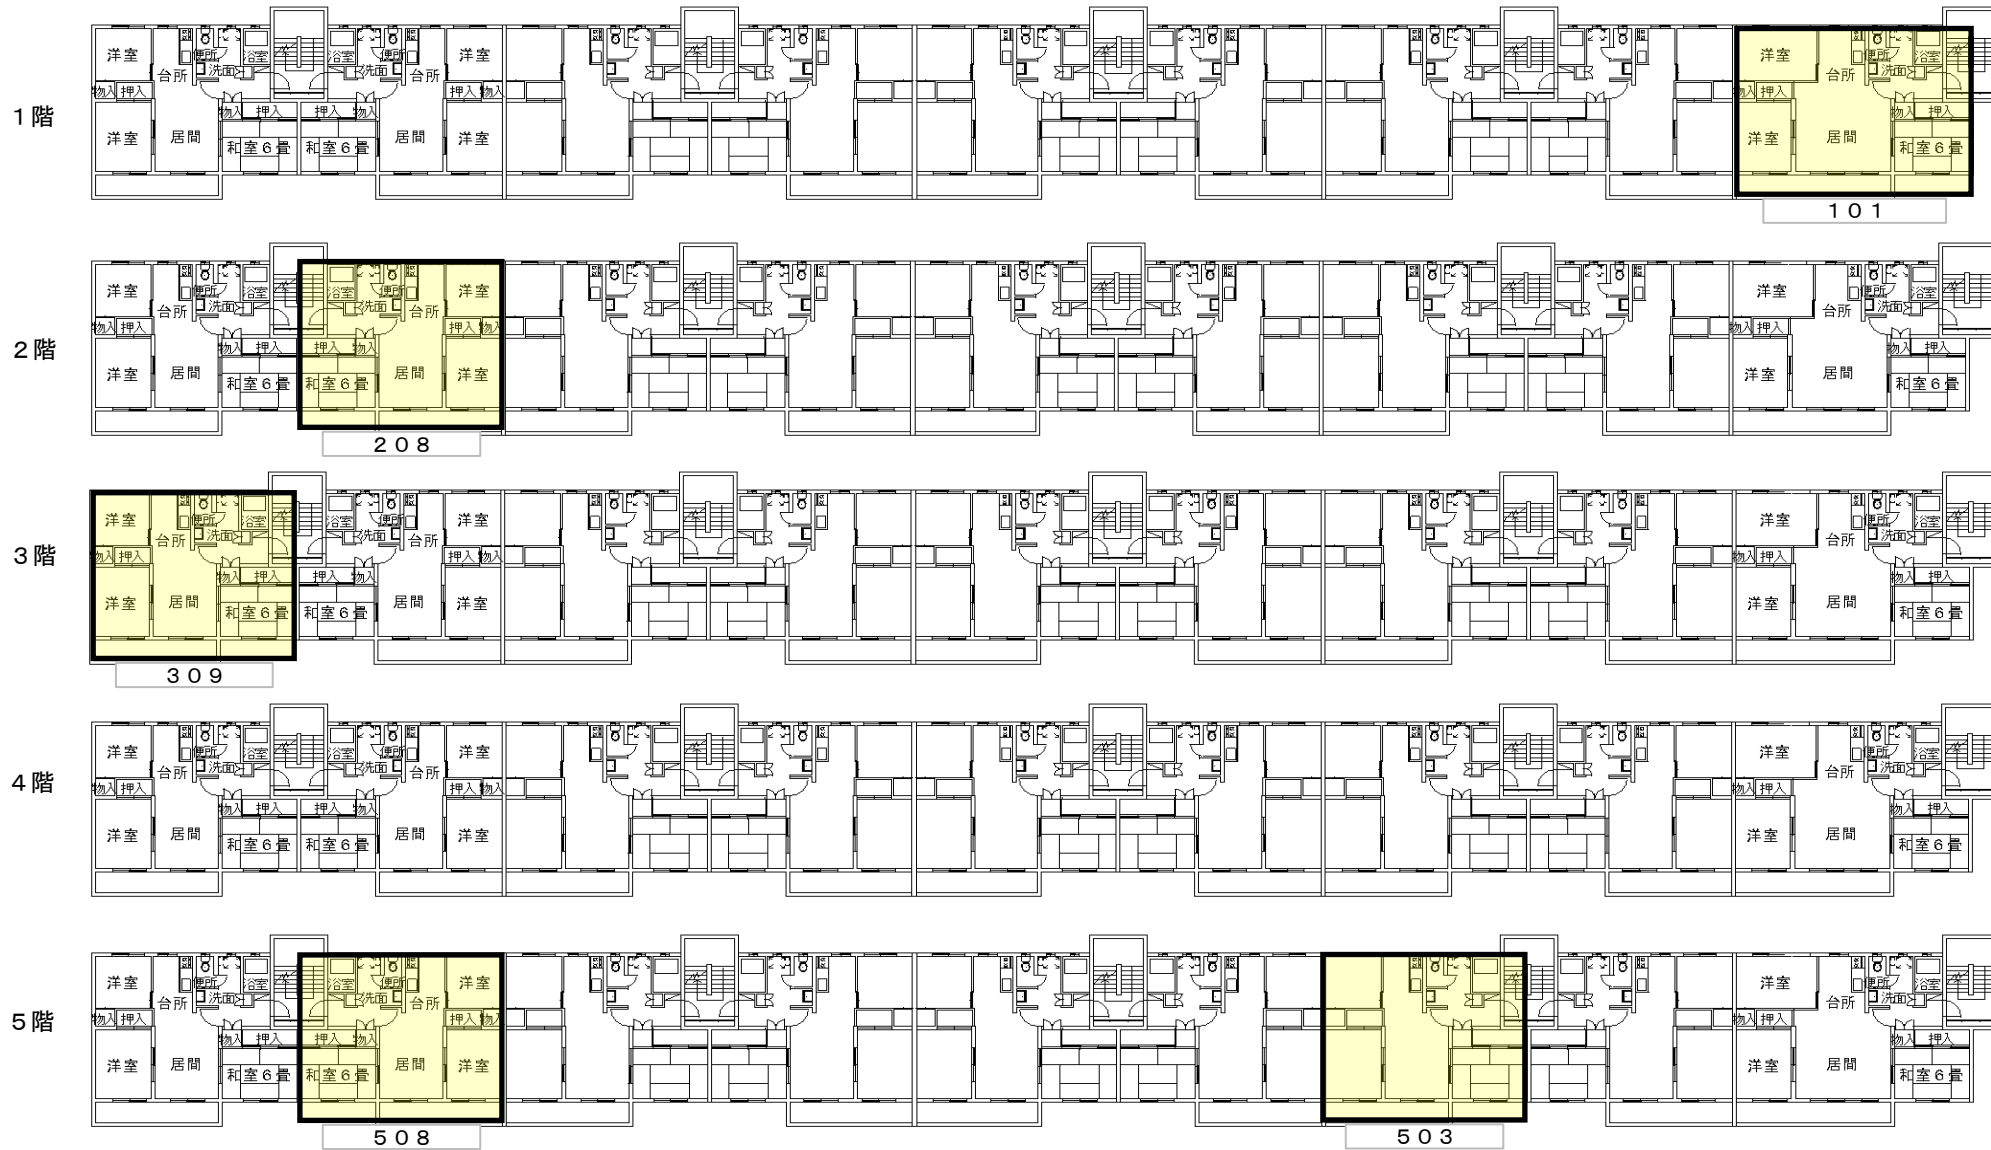 洋室 便所 浴室 浴室 便所 洋室 洋室 便所 浴室
台所 洗面 洗面 台所 台所 洗面
1階
物入 押入 押入 物入 物入 押入
物入 押入 押入 物入 物入 押入
洋室 居間 和室6畳 和室6畳 居間 洋室 洋室 居間 和室6畳
101
洋室 便所 浴室 浴室 便所 洋室 洋室 便所 浴室
台所 洗面 洗面 台所 台所 洗面
2階
物入 押入 押入 物入 物入 押入
物入 押入 押入 物入 物入 押入
洋室 居間 和室6畳 和室6畳 居間 洋室 洋室 居間 和室6畳
208
洋室 便所 浴室 浴室 便所 洋室 洋室 便所 浴室
台所 洗面 洗面 台所 台所 洗面
3階
物入 押入 押入 物入 物入 押入
物入 押入 押入 物入 物入 押入
洋室 居間 和室6畳 和室6畳 居間 洋室 洋室 居間 和室6畳
309
洋室 便所 浴室 浴室 便所 洋室 洋室 便所 浴室
台所 洗面 洗面 台所 台所 洗面
4階
物入 押入 押入 物入 物入 押入
物入 押入 押入 物入 物入 押入
洋室 居間 和室6畳 和室6畳 居間 洋室 洋室 居間 和室6畳
洋室 便所 浴室 浴室 便所 洋室 洋室 便所 浴室
台所 洗面 洗面 台所 台所 洗面
5階
物入 押入 押入 物入 物入 押入
物入 押入 押入 物入 物入 押入
洋室 居間 和室6畳 和室6畳 居間 洋室 洋室 居間 和室6畳
508 503